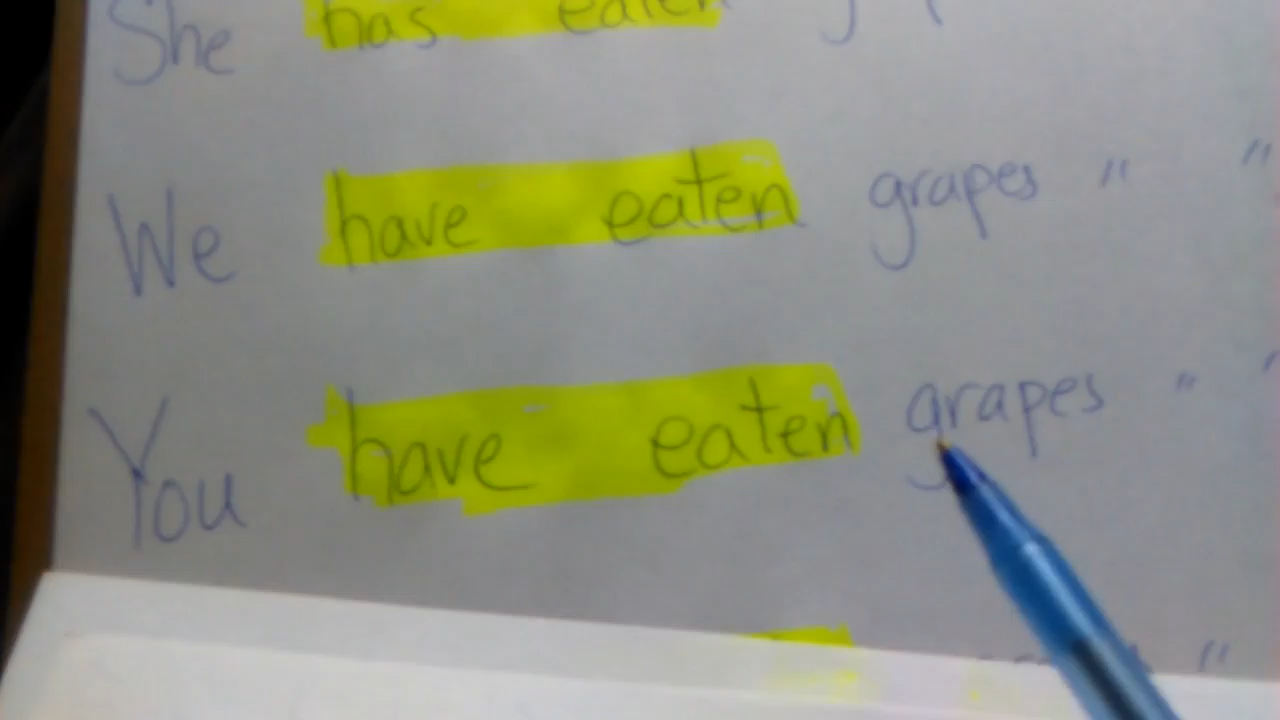 She has eaten
We have eaten grapes " "
You have eaten grapes " "